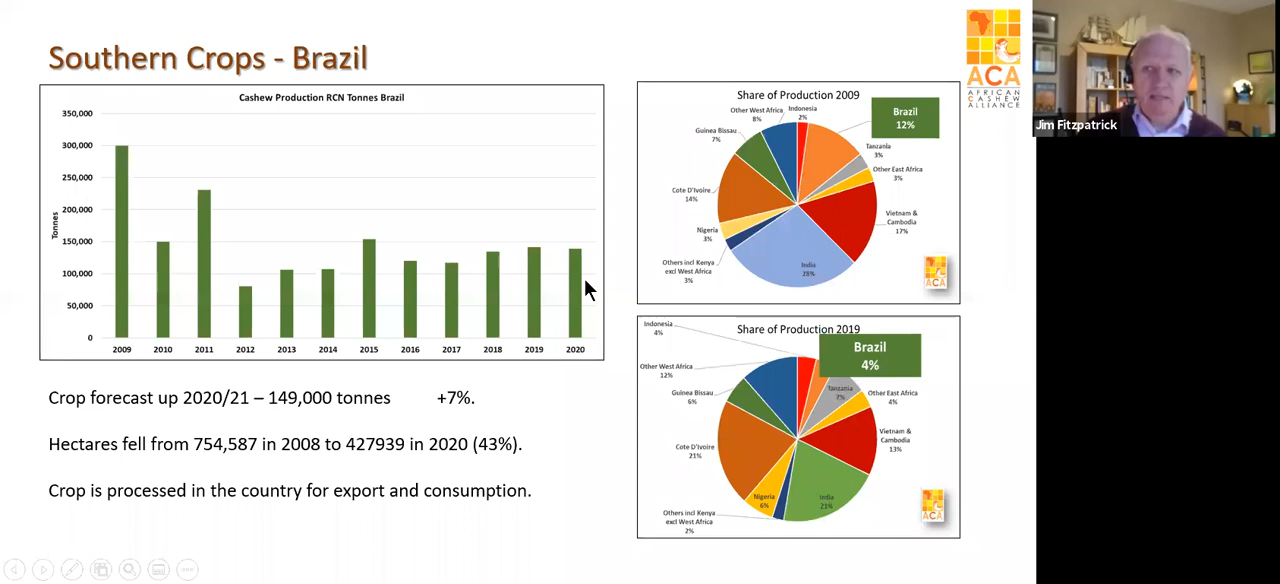 Southern Crops - Brazil
Cashew Production RCN Tonnes Brazil
350,000
300,000
250,000
200,000
150,000
100,000
50,000
0
Tonnes
2009 2010 2011 2012 2013 2014 2015 2016 2017 2018 2019 2020
Crop forecast up 2020/21 – 149,000 tonnes +7%.
Hectares fell from 754,587 in 2008 to 427939 in 2020 (43%).
Crop is processed in the country for export and consumption.
Share of Production 2009
Indonesia
2%
Brazil
12%
Tanzania
3%
Other East Africa
3%
Vietnam &
Cambodia
17%
India
28%
Others incl Kenya
excl West Africa
3%
Nigeria
3%
Cote D'Ivoire
14%
Guinea Bissau
7%
Other West Africa
8%
ACA
Share of Production 2019
Indonesia
4%
Brazil
4%
Tanzania
7%
Other East Africa
4%
Vietnam &
Cambodia
13%
India
21%
Others incl Kenya
excl West Africa
2%
Nigeria
6%
Cote D'Ivoire
21%
Guinea Bissau
6%
Other West Africa
12%
ACA
ACA
AFRICAN
CASHEW
ALLIANCE
Jim Fitzpatrick